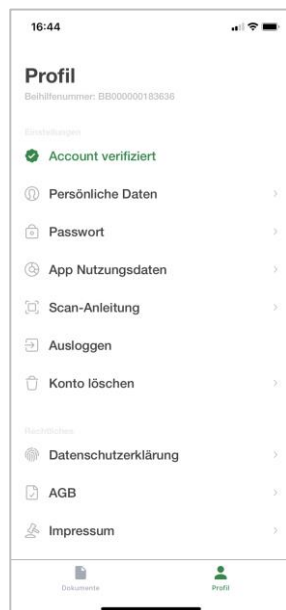 16:44
Profil
Beihilfenummer: BB000000183636
Einstellungen
Account verifiziert
Persönliche Daten
Passwort
App Nutzungsdaten
Scan-Anleitung
Ausloggen
Konto löschen
Rechtliches
Datenschutzerklärung
AGB
Impressum
Dokumente
Profil